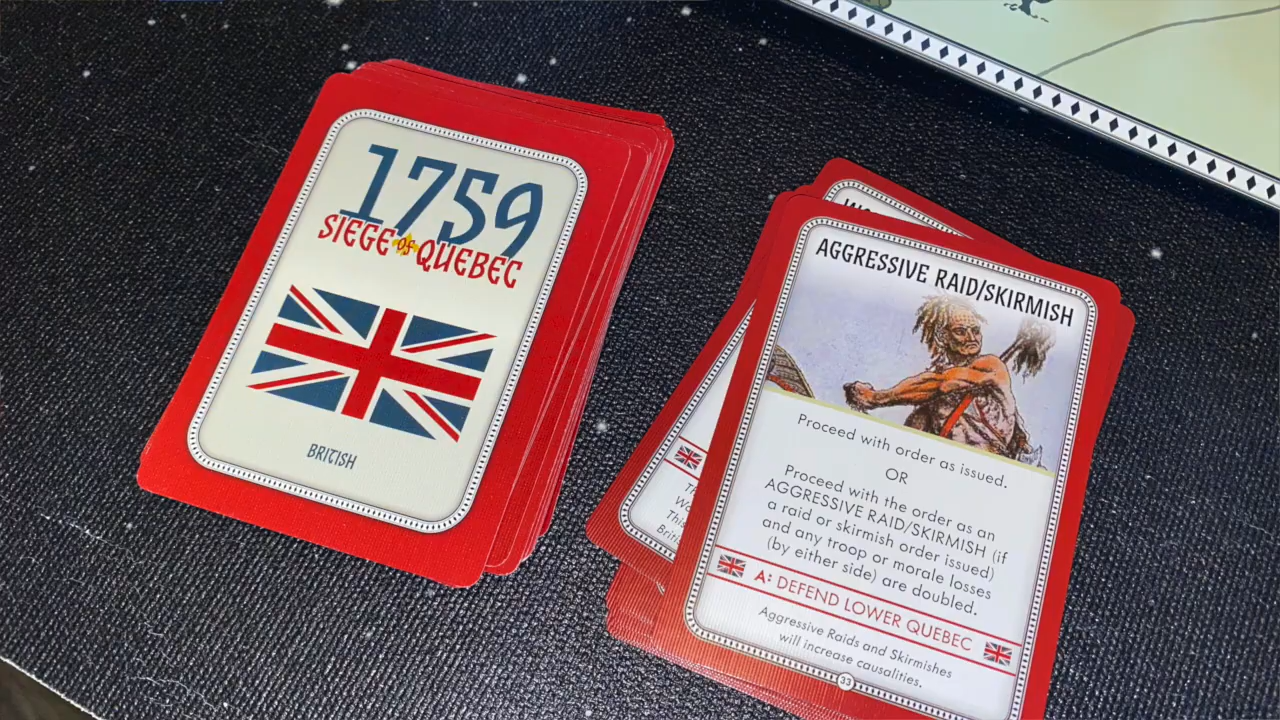 1759
SIEGE of QUEBEC
BRITISH
AGGRESSIVE RAID/SKIRMISH
Proceed with order as issued.
OR
Proceed with the order as an
AGGRESSIVE RAID/SKIRMISH (if
a raid or skirmish order issued)
and any troop or morale losses
(by either side) are doubled.
A: DEFEND LOWER QUEBEC
Aggressive Raids and Skirmishes
will increase causalities.
33